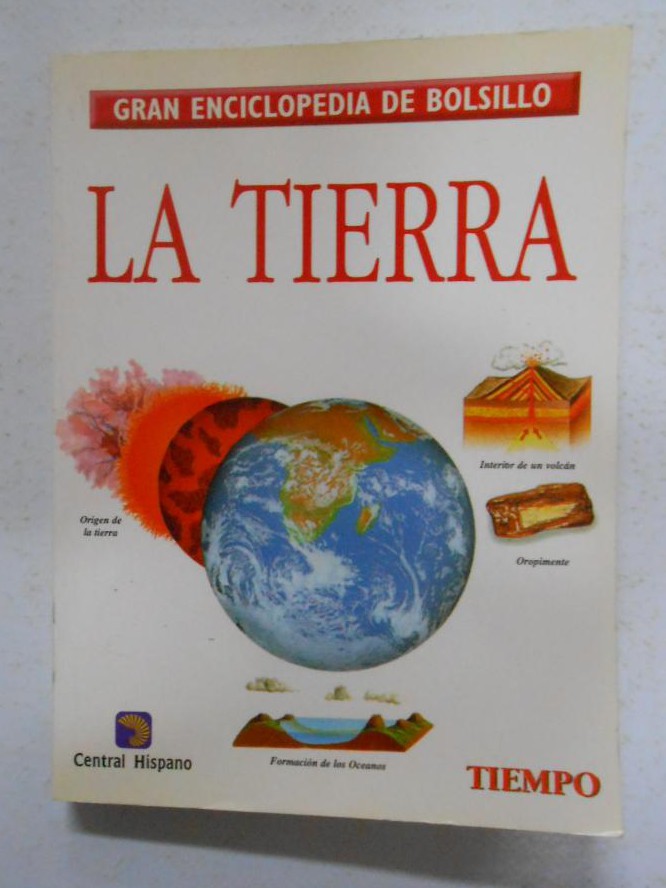 GRAN ENCICLOPEDIA DE BOLSILLO
LA TIERRA
Interior de un volcán
Origen de
la tierra
Oropimente
Formación de los Oceanos
Central Hispano
TIEMPO